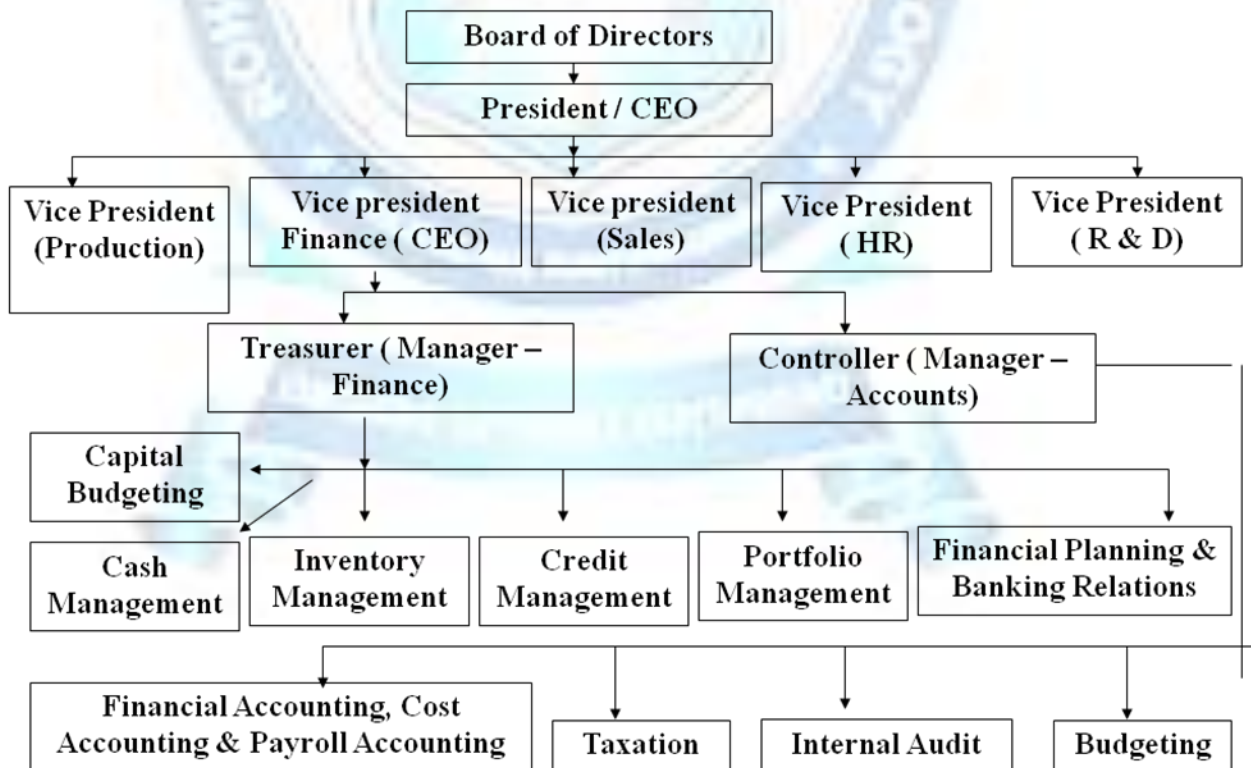 Board of Directors
President / CEO
Vice President
(Production)
Vice president
Finance ( CEO)
Vice president
(Sales)
Vice President
( HR)
Vice President
( R & D)
Treasurer ( Manager –
Finance)
Controller ( Manager –
Accounts)
Capital
Budgeting
Cash
Management
Inventory
Management
Credit
Management
Portfolio
Management
Financial Planning &
Banking Relations
Financial Accounting, Cost
Accounting & Payroll Accounting
Taxation
Internal Audit
Budgeting